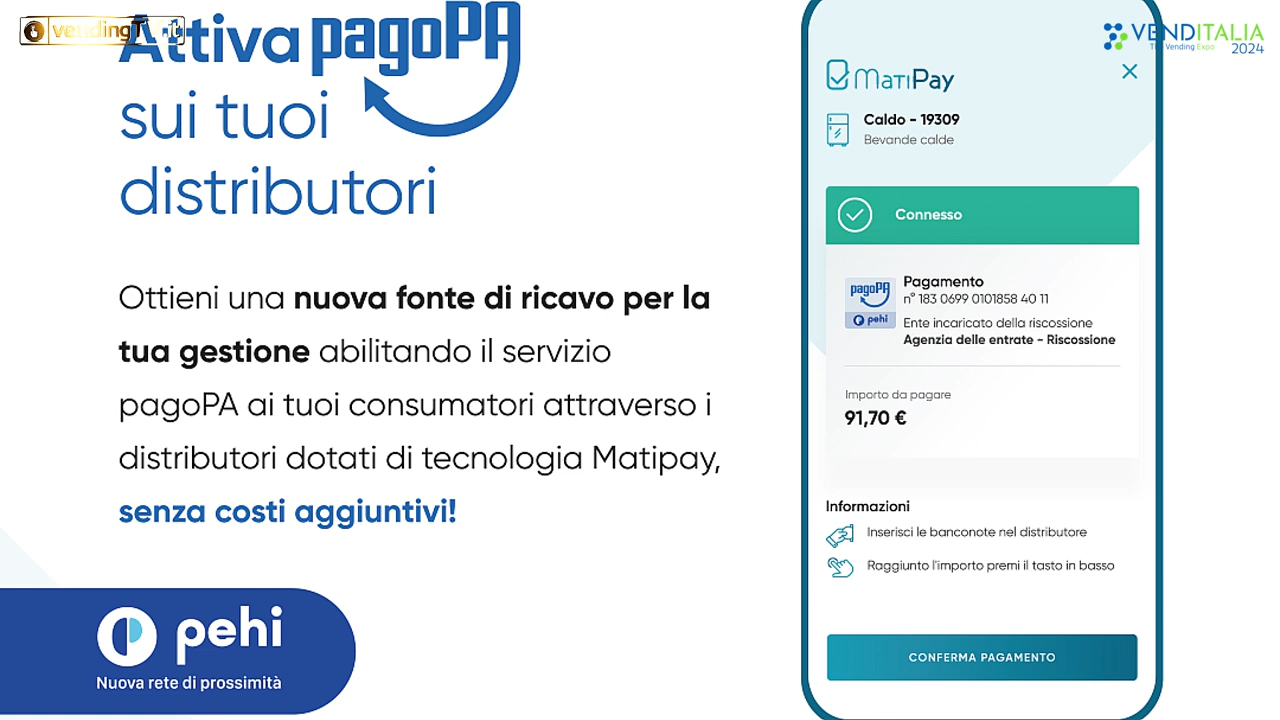 vendingTV.it
Attiva pagoPA
sui tuoi
distributori
Ottieni una nuova fonte di ricavo per la
tua gestione abilitando il servizio
pagoPA ai tuoi consumatori attraverso i
distributori dotati di tecnologia Matipay,
senza costi aggiuntivi!
pehi
Nuova rete di prossimità
VENDITALIA
The Vending Expo 2024
MATIPay
Caldo - 19309
Bevande calde
Connesso
pagoPA
pehi
Pagamento
n° 183 0699 0101858 40 11
Ente incaricato della riscossione
Agenzia delle entrate - Riscossione
Importo da pagare
91,70 €
Informazioni
Inserisci le banconote nel distributore
Raggiunto l'importo premi il tasto in basso
CONFERMA PAGAMENTO